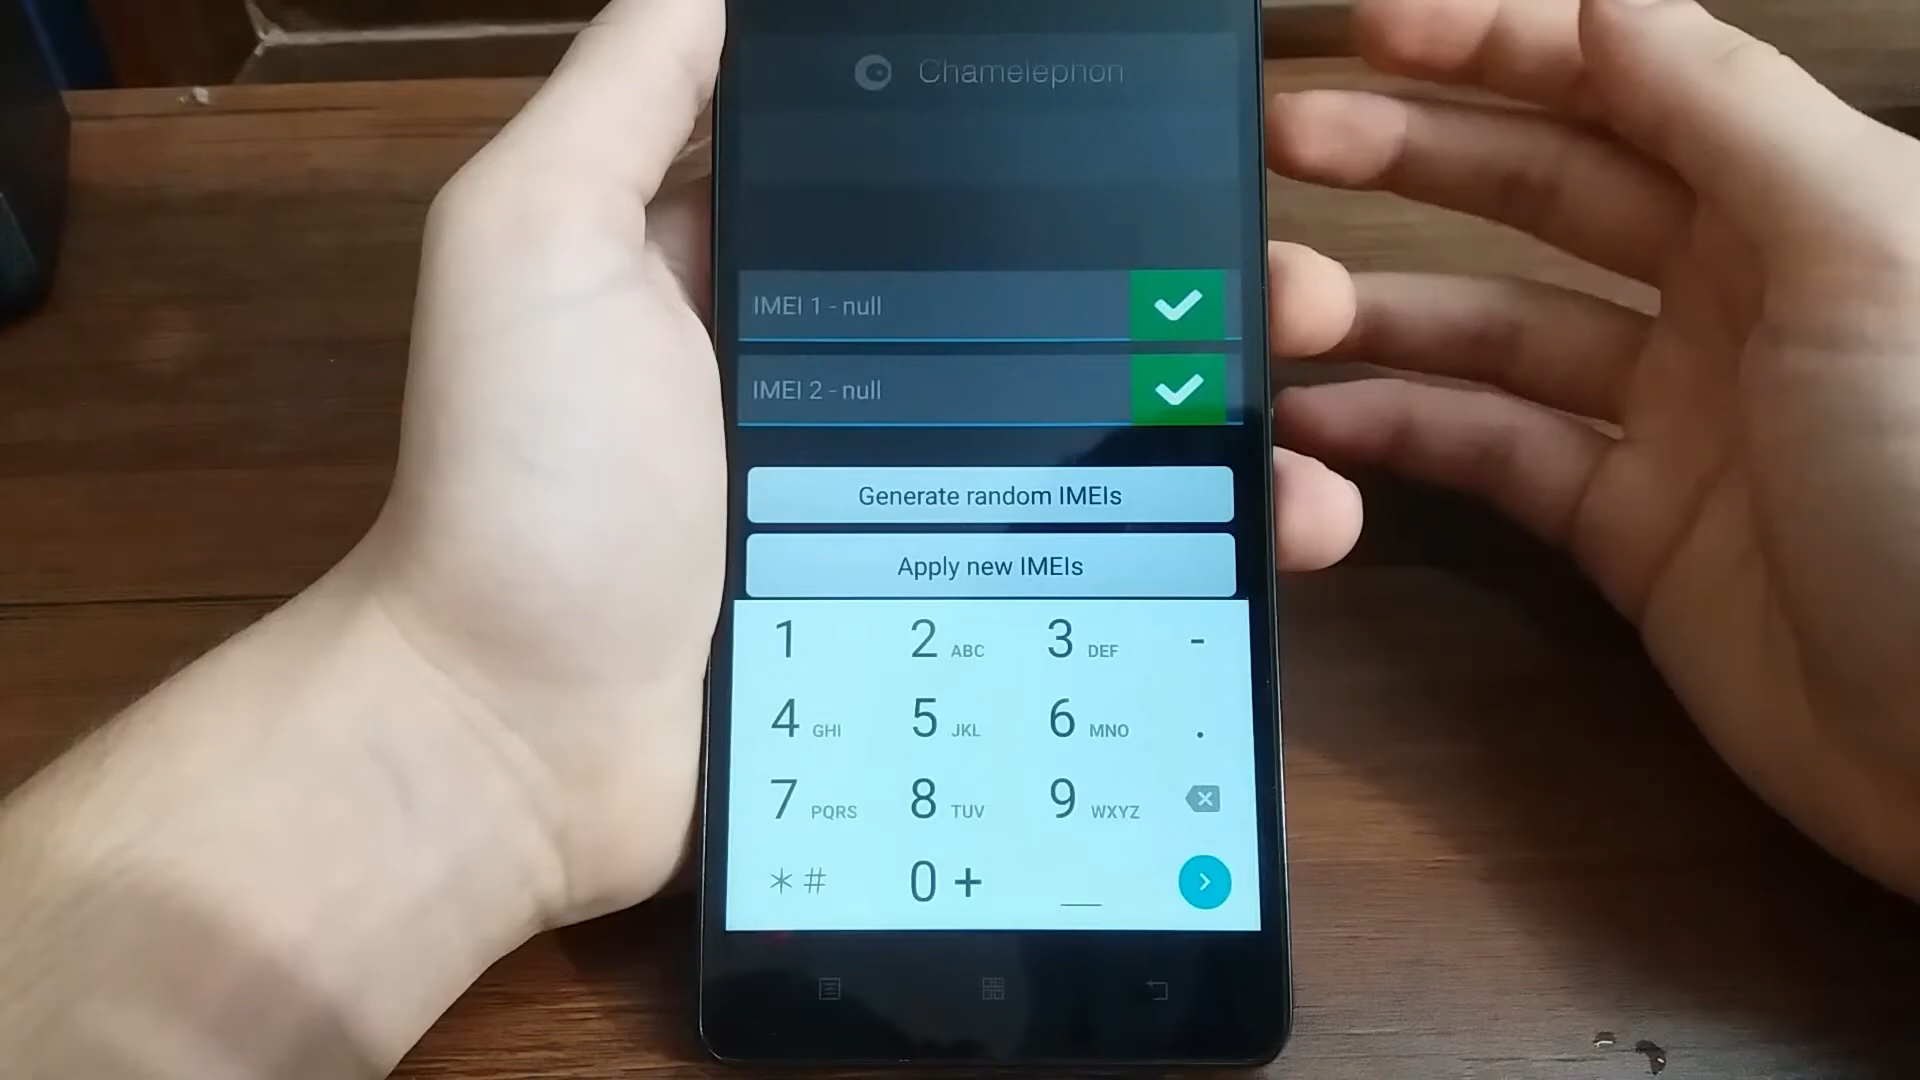 Chamelephon
IMEI 1 - null
IMEI 2 - null
Generate random IMEIs
Apply new IMEIs
1 2 ABC 3 DEF -
4 GHI 5 JKL 6 MNO .
7 PQRS 8 TUV 9 WXYZ
* # 0 +